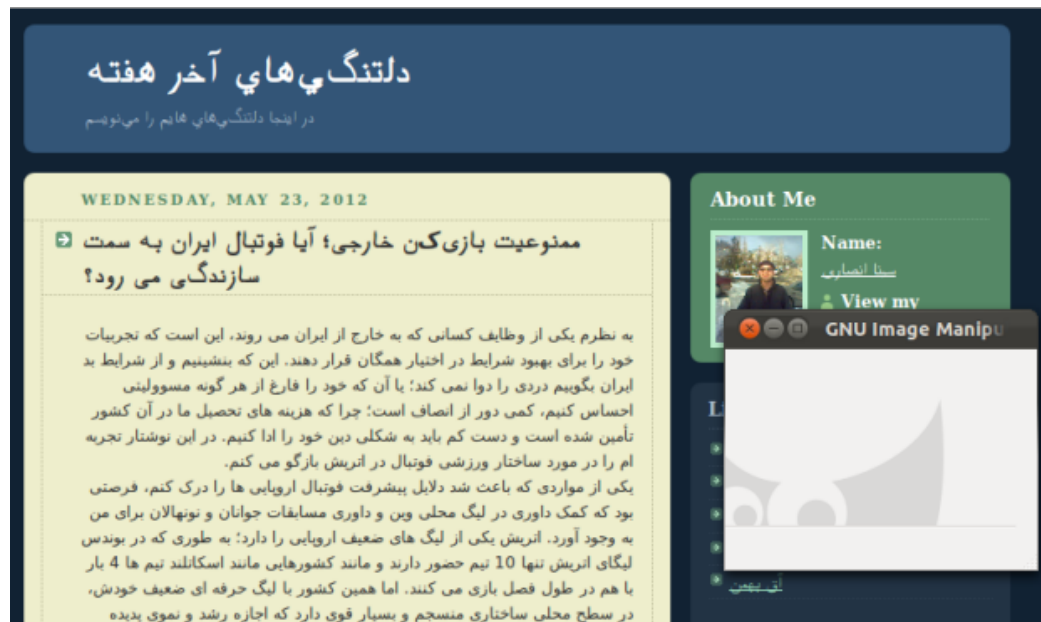 دلتنگي‌هاي آخر هفته
در اينجا دلتنگي‌هاي هايم را مي‌نويسم
WEDNESDAY, MAY 23, 2012
ممنوعیت بازی‌کن خارجی؛ آیا فوتبال ایران به سمت
سازندگی می رود؟
به نظرم یکی از وظایف کسانی که به خارج از ایران می روند، این است که تجربیات
خود را برای بهبود شرایط در اختیار همگان قرار دهند. این که بنشینیم و از شرایط بد
ایران بگوییم دردی را دوا نمی کند؛ یا آن که خود را فارغ از هر گونه مسوولیتی
احساس کنیم، کمی دور از انصاف است؛ چرا که هزینه های تحصیل ما در آن کشور
تأمین شده است و دست کم باید به شکلی دین خود را ادا کنیم. در این نوشتار تجربه
ام را در مورد ساختار ورزشی فوتبال در اتریش بازگو می کنم.
یکی از مواردی که باعث شد دلایل پیشرفت فوتبال اروپایی ها را درک کنم، فرصتی
بود که کمک داوری در لیگ محلی وین و داوری مسابقات جوانان و نونهالان برای من
به وجود آورد. اتریش یکی از لیگ های ضعیف اروپایی را دارد؛ به طوری که در بوندس
لیگای اتریش تنها 10 تیم حضور دارند و مانند کشورهایی مانند اسکاتلند تیم ها 4 بار
با هم در طول فصل بازی می کنند. اما همین کشور با لیگ حرفه ای ضعیف خودش،
در سطح محلی ساختاری منسجم و بسیار قوی دارد که اجازه رشد و نموی پدیده
About Me
Name:
سینا انصاری
View my
GNU Image Manipu
اُق بهمن